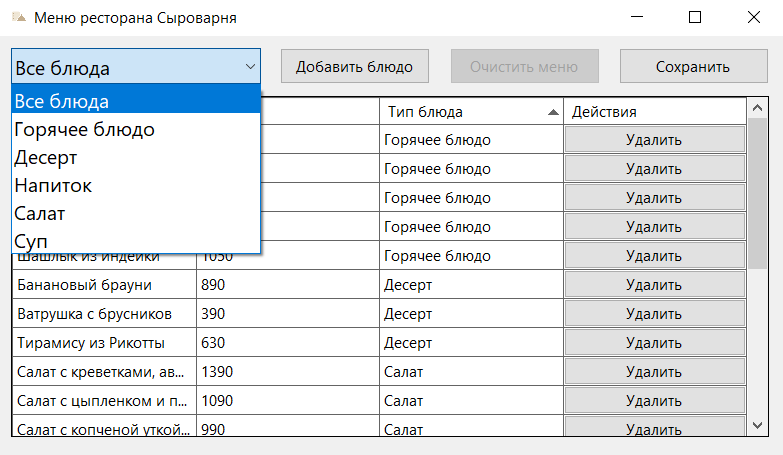 Меню ресторана Сыроварня
Все блюда Добавить блюдо Очистить меню Сохранить
Все блюда
Горячее блюдо
Десерт
Напиток
Салат
Суп
Тип блюда Действия
Горячее блюдо Удалить
Горячее блюдо Удалить
Горячее блюдо Удалить
Горячее блюдо Удалить
Шашлык из индейки 1050 Горячее блюдо Удалить
Банановый брауни 890 Десерт Удалить
Ватрушка с брусников 390 Десерт Удалить
Тирамису из Рикотты 630 Десерт Удалить
Салат с креветками, ав... 1390 Салат Удалить
Салат с цыпленком и п... 1090 Салат Удалить
Салат с копченой уткой... 990 Салат Удалить